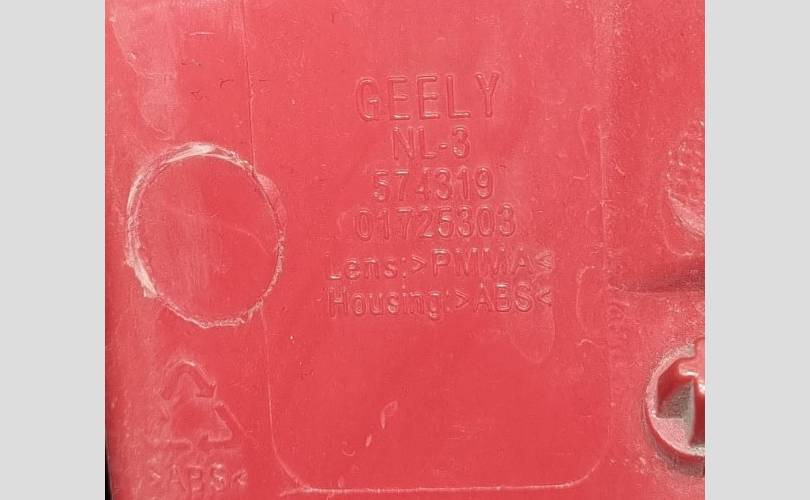 GEELY
NL-3
574319
01725303
Lens:>PMMA<
Housing:>ABS<
>ABS<